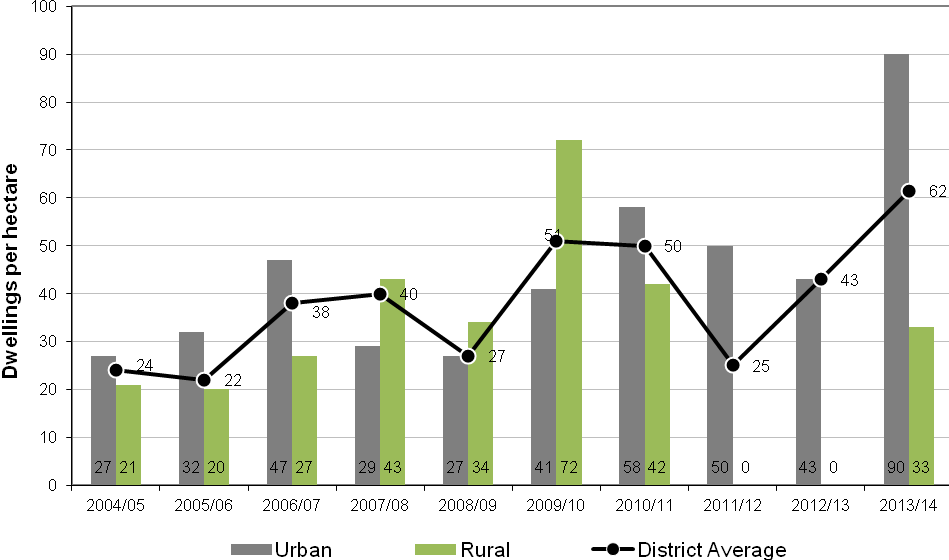 100
90
80
70
60
50
40
30
20
10
0
Dwellings per hectare
24 22 38 40 27 51 50 25 43 62
27 21 32 20 47 27 29 43 27 34 41 72 58 42 50 0 43 0 90 33
2004/05 2005/06 2006/07 2007/08 2008/09 2009/10 2010/11 2011/12 2012/13 2013/14
Urban Rural District Average